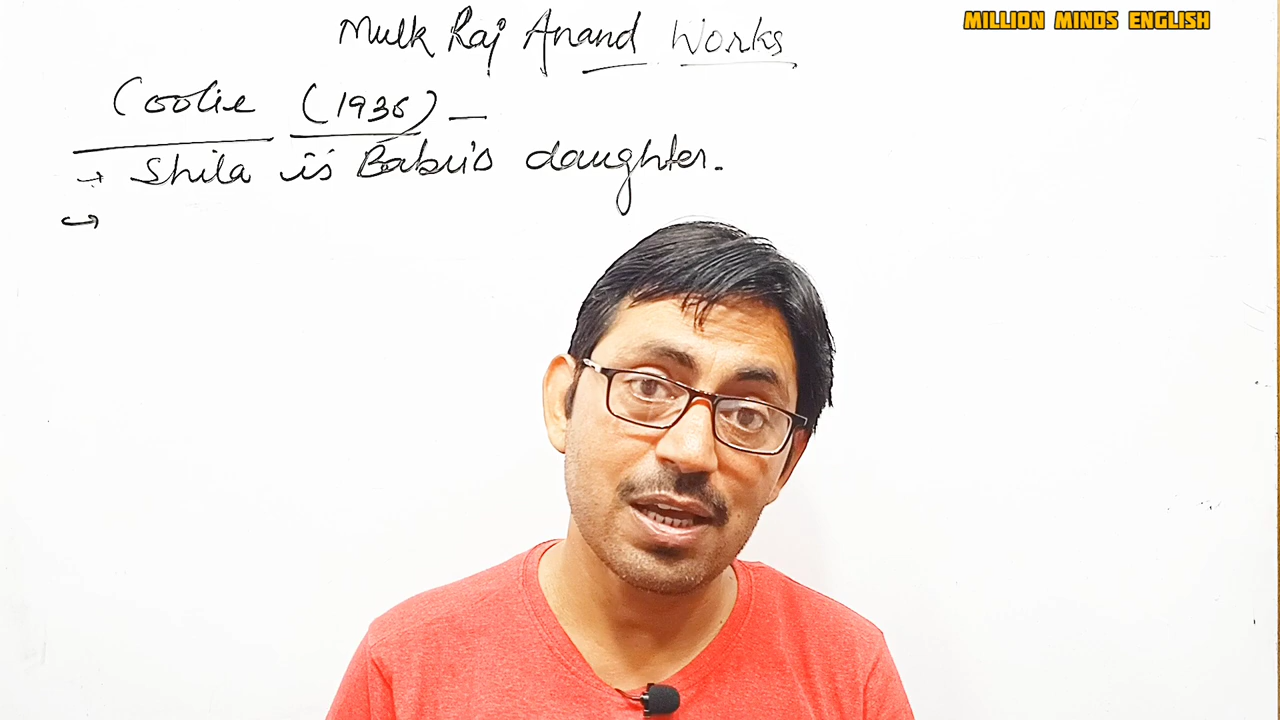 Mulk Raj Anand Works
MILLION MINDS ENGLISH
Coolie (1936) —
→ Shila is Babu's daughter.
→